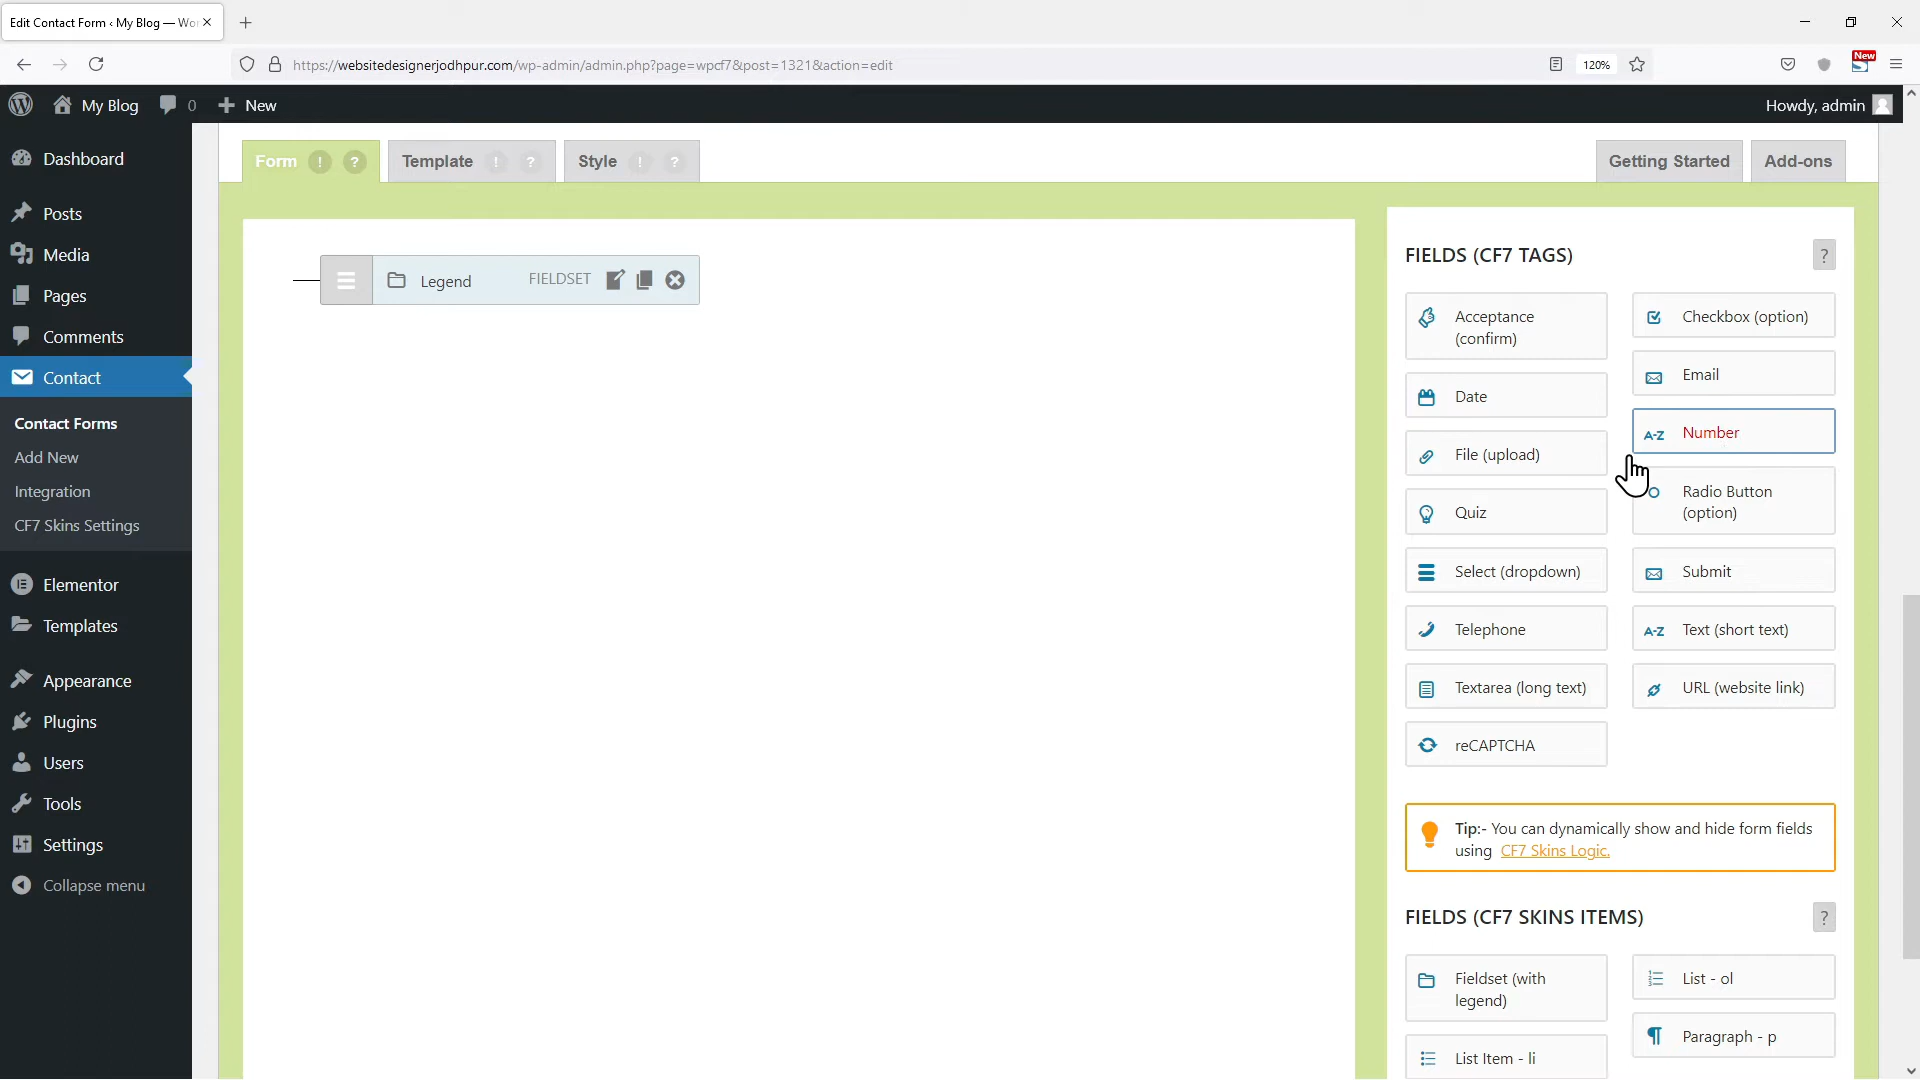 Edit Contact Form ‹ My Blog — Wo
https://websitedesignerjodhpur.com/wp-admin/admin.php?page=wpcf7&post=1321&action=edit
120%
New
My Blog
0
New
Howdy, admin
Dashboard
Posts
Media
Pages
Comments
Contact
Contact Forms
Add New
Integration
CF7 Skins Settings
Elementor
Templates
Appearance
Plugins
Users
Tools
Settings
Collapse menu
Form ! ?
Template ! ?
Style ! ?
Getting Started
Add-ons
Legend FIELDSET
FIELDS (CF7 TAGS) ?
Acceptance
(confirm)
Checkbox (option)
Date
Email
File (upload)
A-Z Number
Quiz
Radio Button
(option)
Select (dropdown)
Submit
Telephone
A-Z Text (short text)
Textarea (long text)
URL (website link)
reCAPTCHA
Tip:- You can dynamically show and hide form fields
using CF7 Skins Logic.
FIELDS (CF7 SKINS ITEMS) ?
Fieldset (with
legend)
List - ol
Paragraph - p
List Item - li